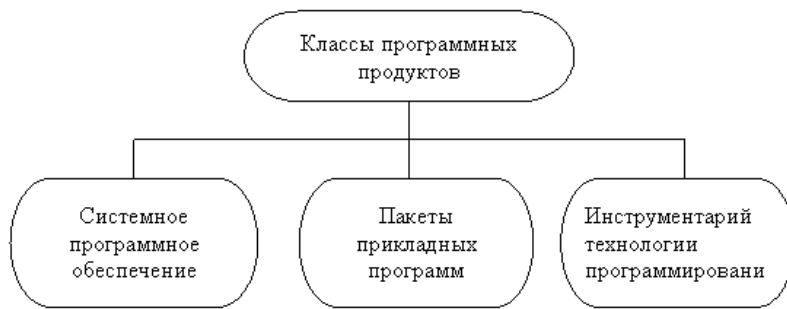 Классы программных
продуктов
Системное
программное
обеспечение
Пакеты
прикладных
программ
Инструментарий
технологии
программировани